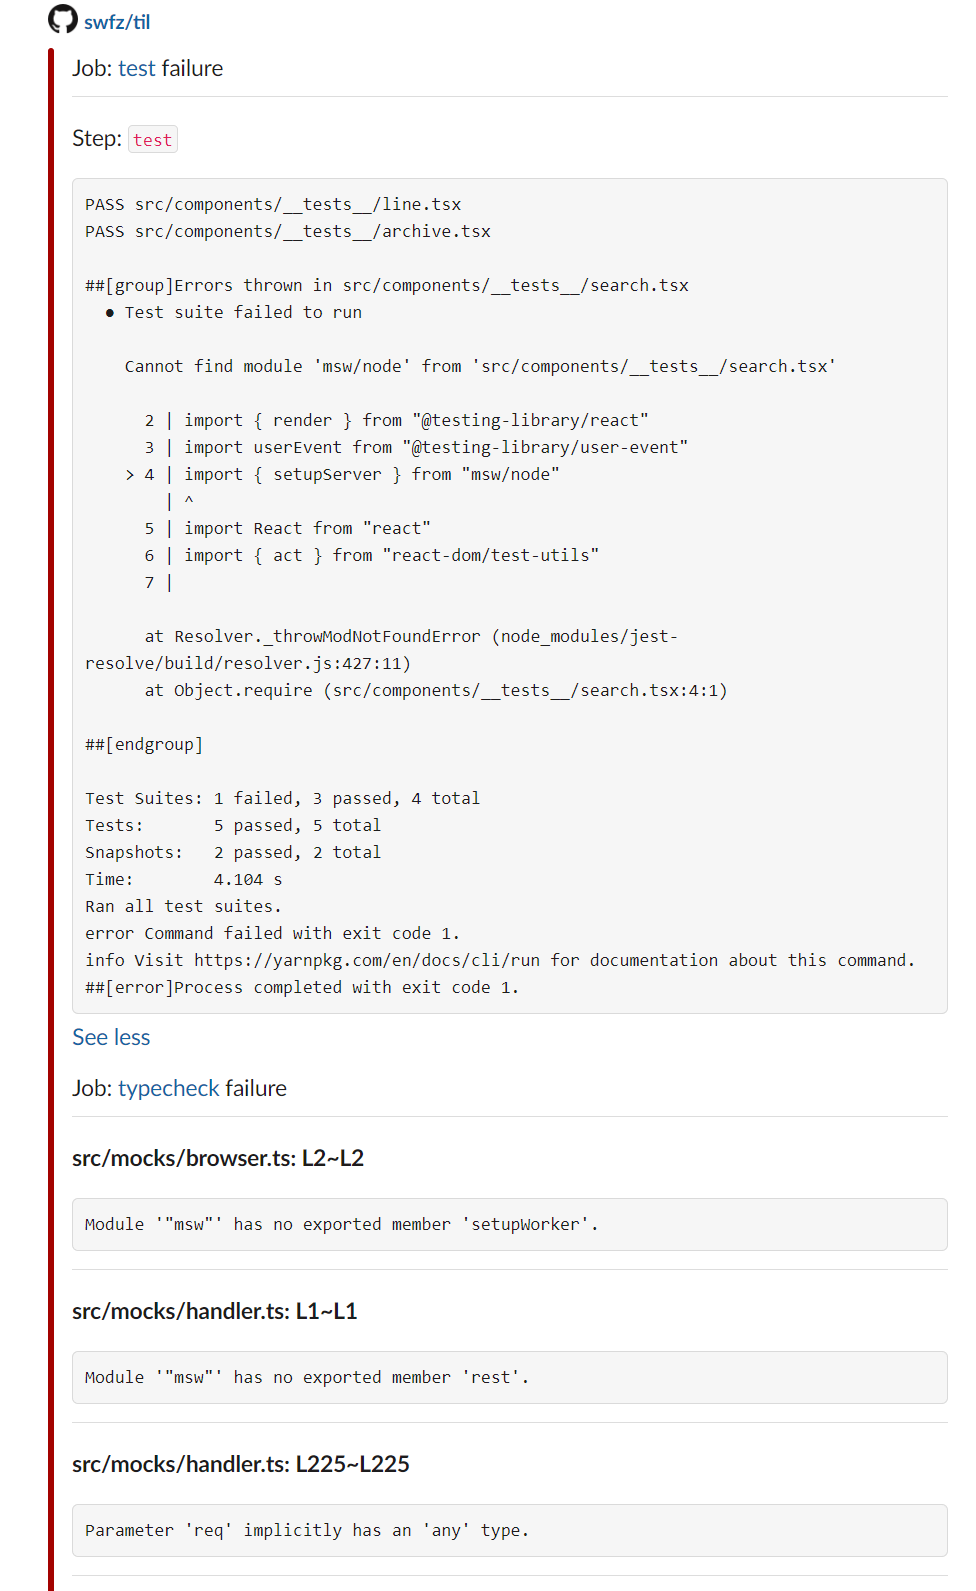 swfz/til
Job: test failure
Step: test
PASS src/components/__tests__/line.tsx
PASS src/components/__tests__/archive.tsx
##[group]Errors thrown in src/components/__tests__/search.tsx
● Test suite failed to run
Cannot find module 'msw/node' from 'src/components/__tests__/search.tsx'
2 | import { render } from "@testing-library/react"
3 | import userEvent from "@testing-library/user-event"
> 4 | import { setupServer } from "msw/node"
| ^
5 | import React from "react"
6 | import { act } from "react-dom/test-utils"
7 |
at Resolver._throwModNotFoundError (node_modules/jest-
resolve/build/resolver.js:427:11)
at Object.require (src/components/__tests__/search.tsx:4:1)
##[endgroup]
Test Suites: 1 failed, 3 passed, 4 total
Tests: 5 passed, 5 total
Snapshots: 2 passed, 2 total
Time: 4.104 s
Ran all test suites.
error Command failed with exit code 1.
info Visit https://yarnpkg.com/en/docs/cli/run for documentation about this command.
##[error]Process completed with exit code 1.
See less
Job: typecheck failure
src/mocks/browser.ts: L2~L2
Module '"msw"' has no exported member 'setupWorker'.
src/mocks/handler.ts: L1~L1
Module '"msw"' has no exported member 'rest'.
src/mocks/handler.ts: L225~L225
Parameter 'req' implicitly has an 'any' type.